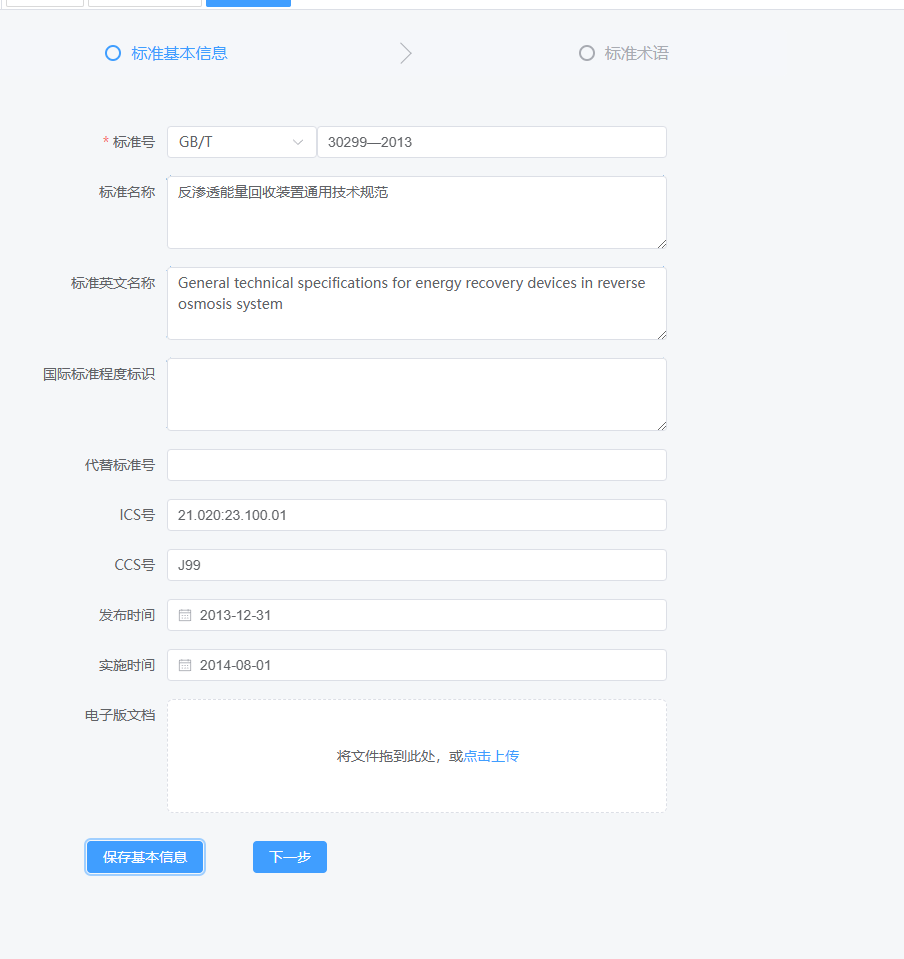 标准基本信息
标准术语
* 标准号 GB/T 30299—2013
标准名称 反渗透能量回收装置通用技术规范
标准英文名称 General technical specifications for energy recovery devices in reverse
osmosis system
国际标准程度标识
代替标准号
ICS号 21.020:23.100.01
CCS号 J99
发布时间 2013-12-31
实施时间 2014-08-01
电子版文档
将文件拖到此处，或点击上传
保存基本信息 下一步